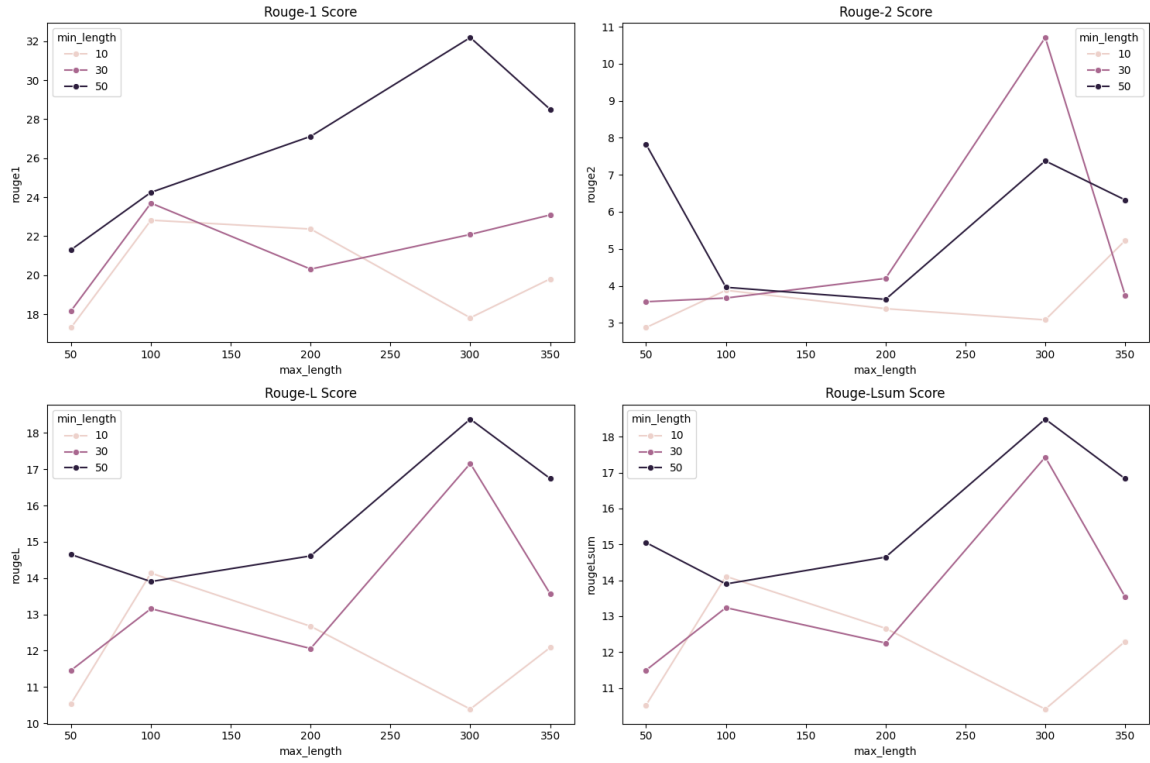 Rouge-1 Score
min_length
10
30
50
rouge1
32
30
28
26
24
22
20
18
50 100 150 200 250 300 350
max_length
Rouge-2 Score
min_length
10
30
50
rouge2
11
10
9
8
7
6
5
4
3
50 100 150 200 250 300 350
max_length
Rouge-L Score
min_length
10
30
50
rougeL
18
17
16
15
14
13
12
11
10
50 100 150 200 250 300 350
max_length
Rouge-Lsum Score
min_length
10
30
50
rougeLsum
18
17
16
15
14
13
12
11
50 100 150 200 250 300 350
max_length